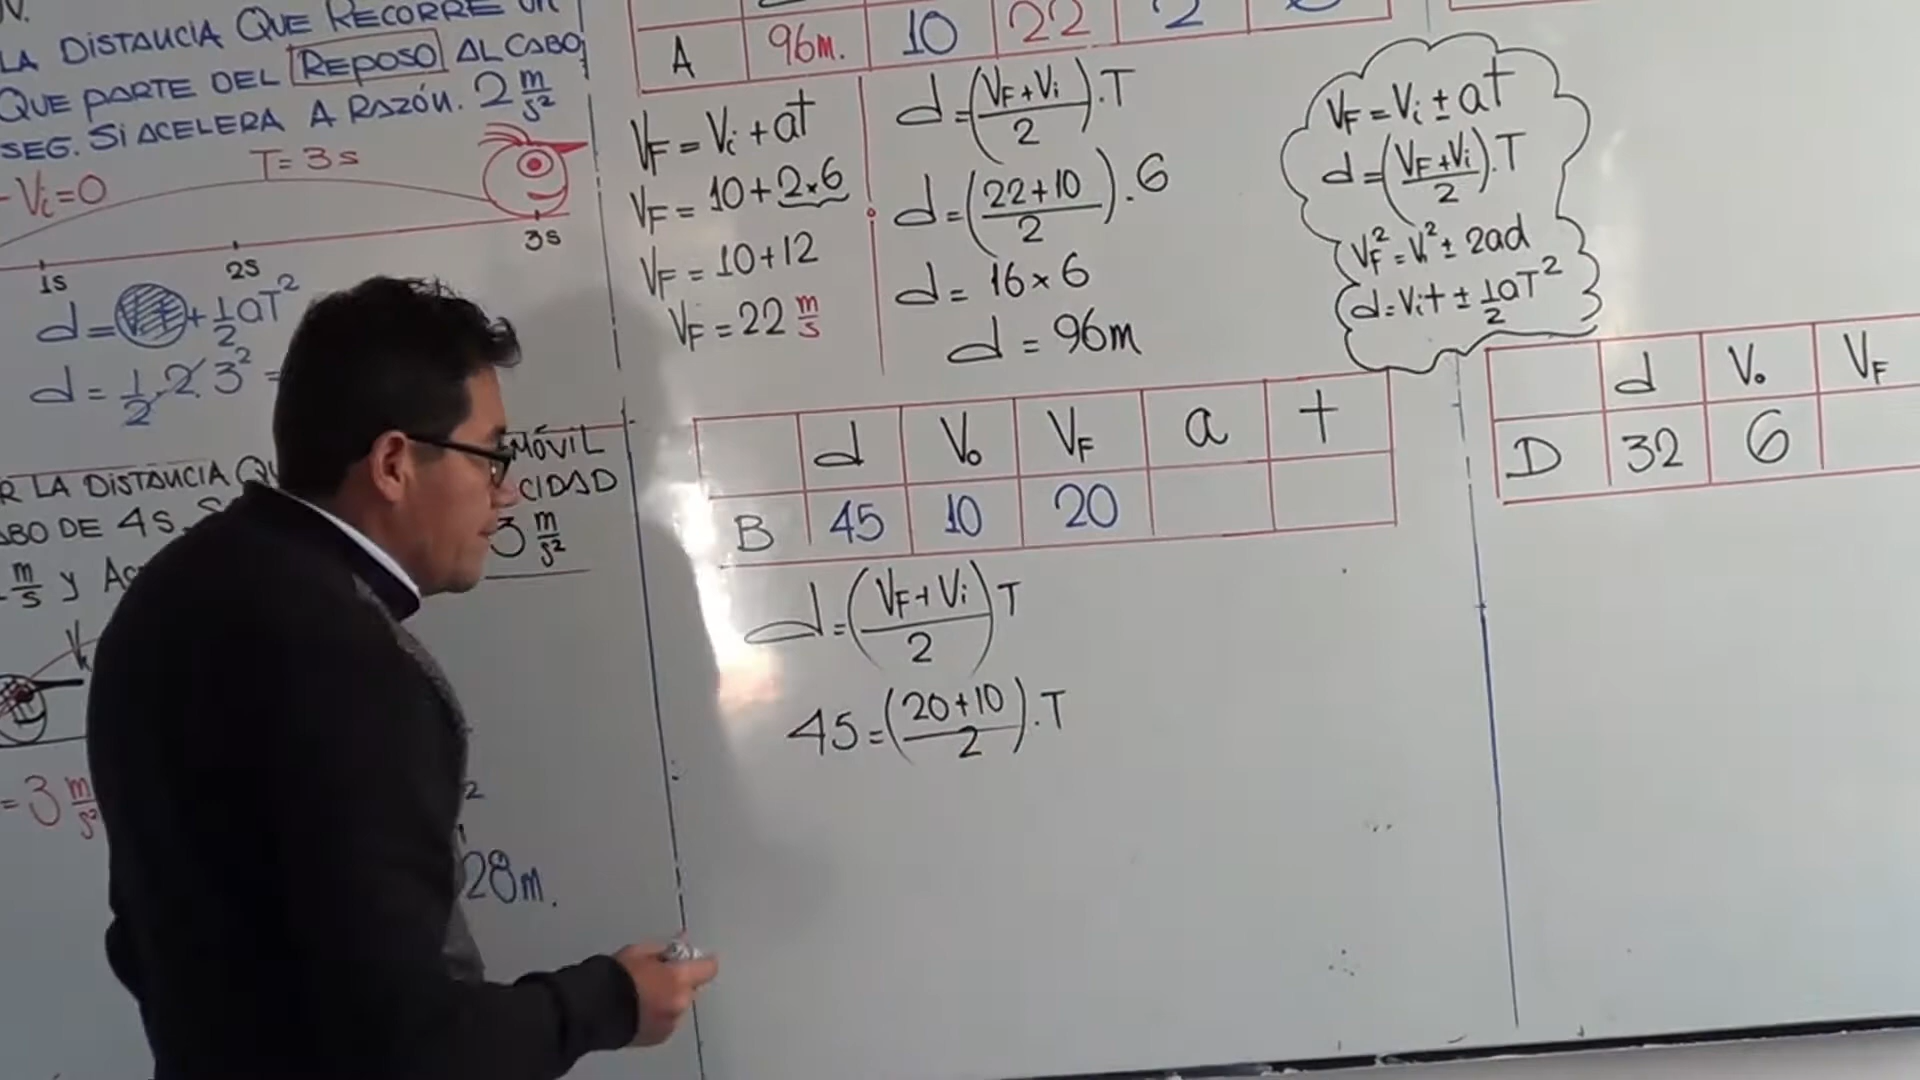 LA DISTANCIA QUE RECORRE UN
QUE PARTE DEL REPOSO AL CABO
SEG. SI ACELERA A RAZÓN. 2 m/s²
T= 3s
Vi=0
1s 2s 3s
d= + 1/2 aT²
d = 1/2 . 2. 3² =
R LA DISTANCIA QU MÓVIL
ABO DE 4s. CIDAD
m/s y Ac 3 m/s²
= 3 m/s²
28m.
A 96m. 10 22 2
VF = Vi + at
VF = 10 + 2×6
VF = 10+12
VF = 22 m/s
d = (VF+Vi / 2) . T
d = (22+10 / 2) . 6
d = 16 × 6
d = 96m
VF = Vi ± at
d = (VF+Vi / 2) . T
VF² = Vi² ± 2ad
d = Vit ± 1/2 aT²
d V₀ VF a t
B 45 10 20
d = (VF+Vi / 2) T
45 = (20+10 / 2) . T
d V₀ VF
D 32 6